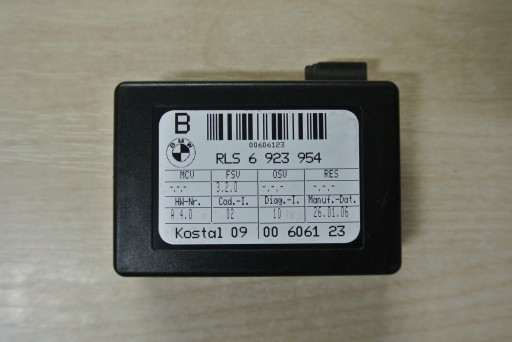 B
00606123
BMW
RLS 6 923 954
MCV FSV OSV RES
-.-.- 3.2.0 -.-.- -.-.-
HW-Nr. Cod.-I. Diag.-I. Manuf.-Dat.
A 4.0 02 10 26.01.06
Kostal 09 00 6061 23